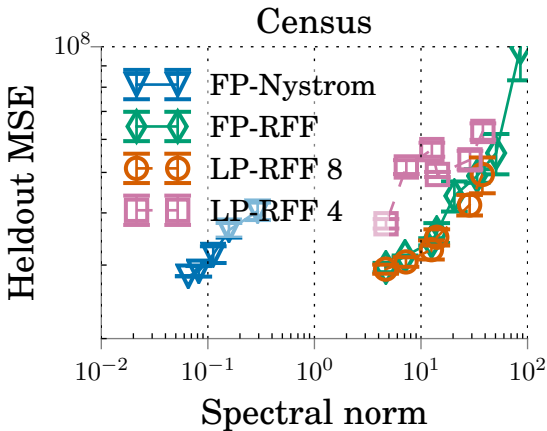 Census
10^8
Heldout MSE
FP-Nystrom
FP-RFF
LP-RFF 8
LP-RFF 4
10^−2
10^−1
10^0
10^1
10^2
Spectral norm